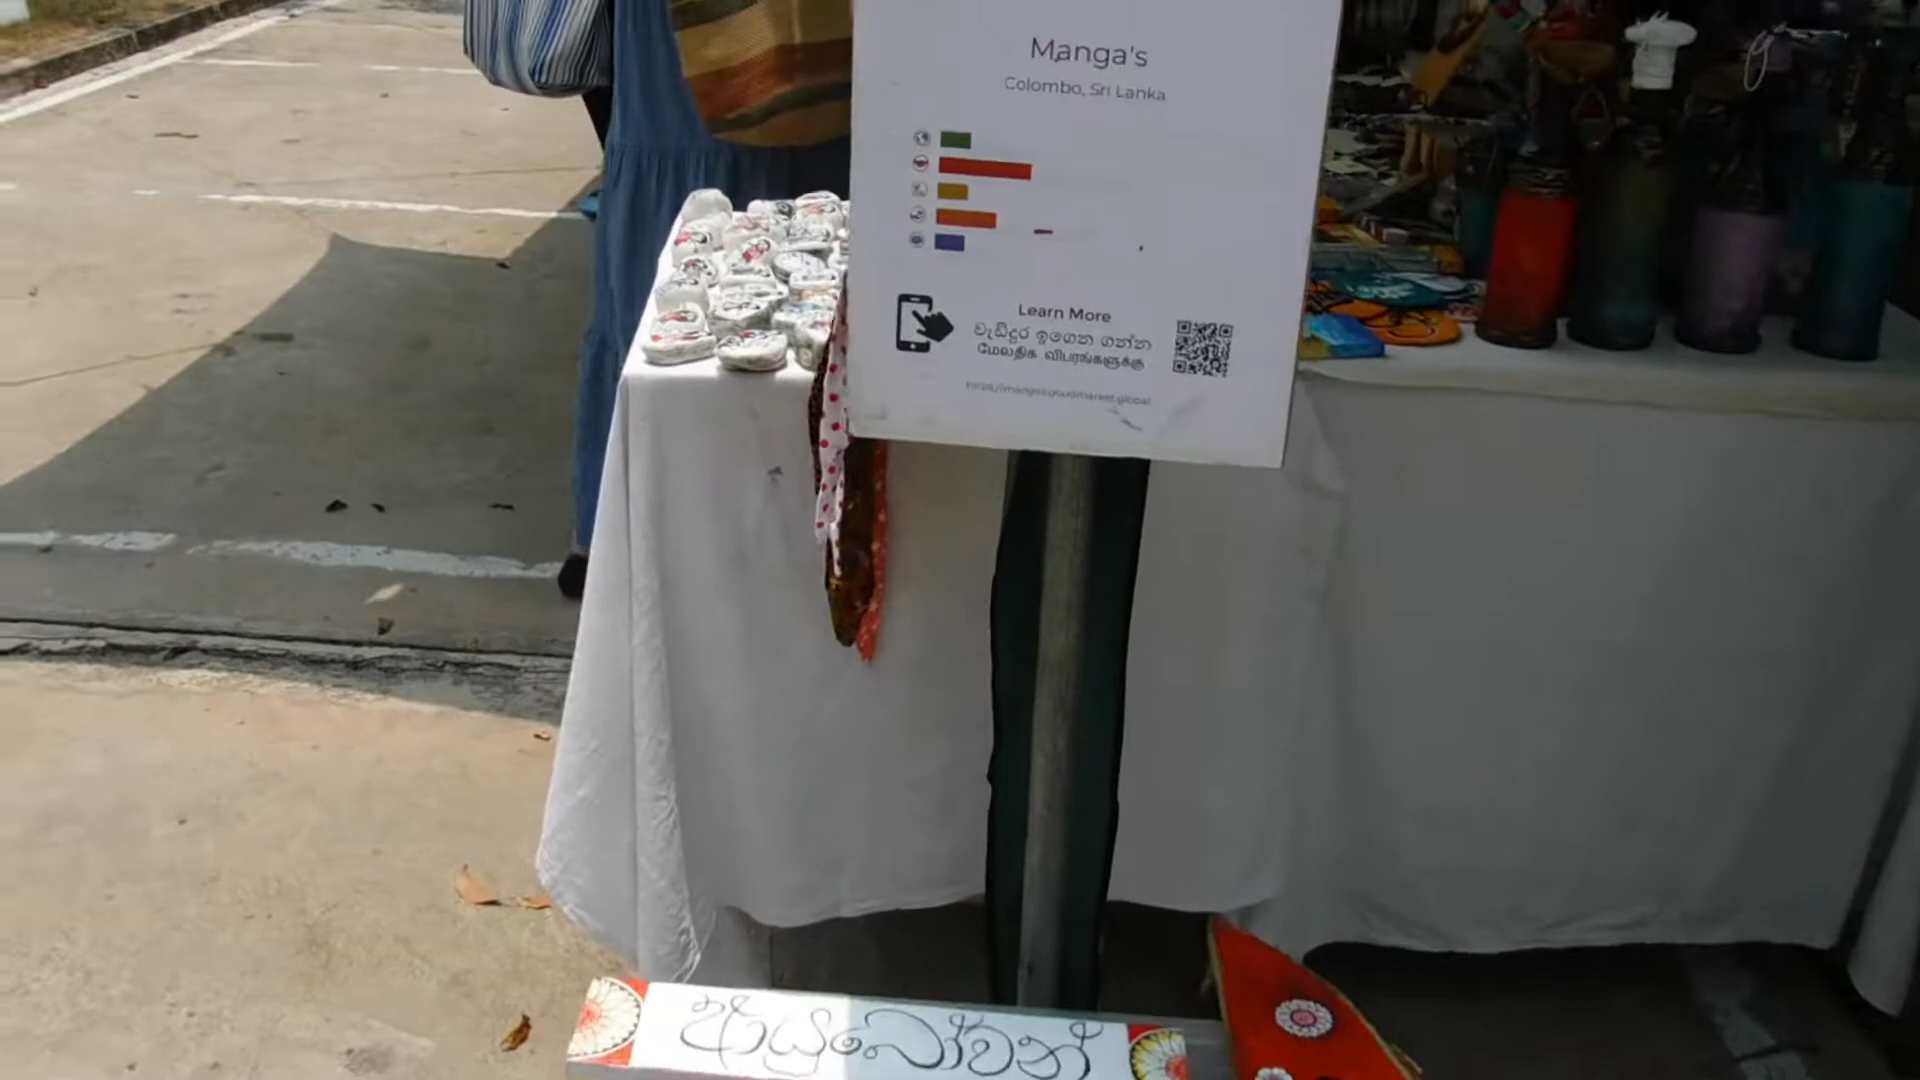 Manga's
Colombo, Sri Lanka
Learn More
වැඩිදුර ඉගෙන ගන්න
மேலதிக விபரங்களுக்கு
ආයුබෝවන්